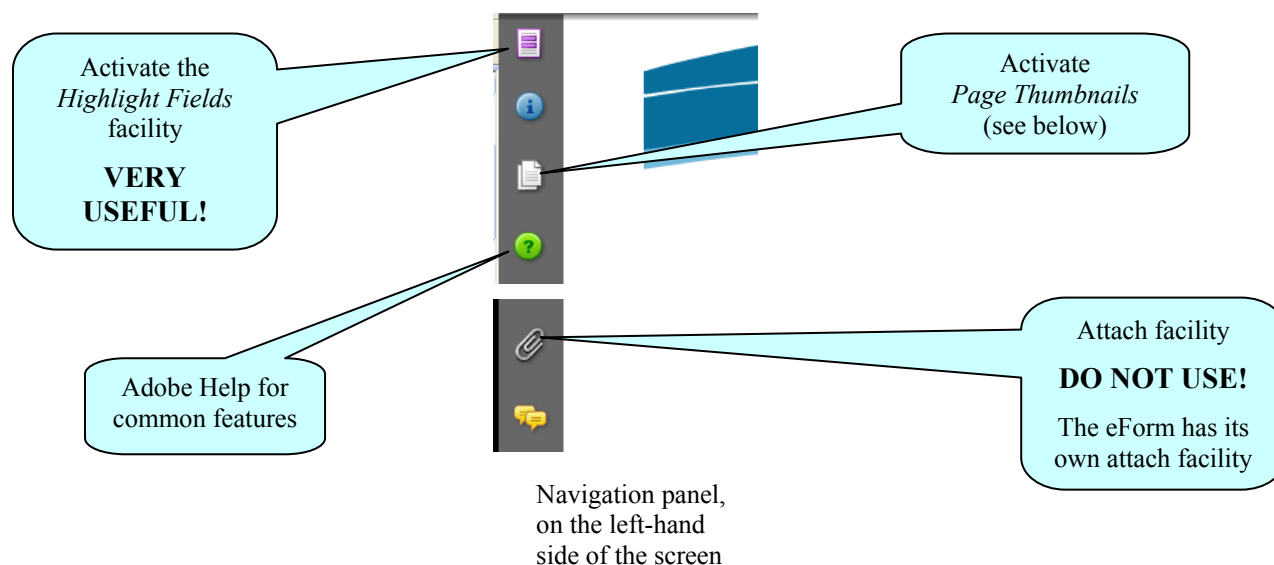 Activate the
Highlight Fields
facility
VERY
USEFUL!
Activate
Page Thumbnails
(see below)
Adobe Help for
common features
Attach facility
DO NOT USE!
The eForm has its
own attach facility
Navigation panel,
on the left-hand
side of the screen